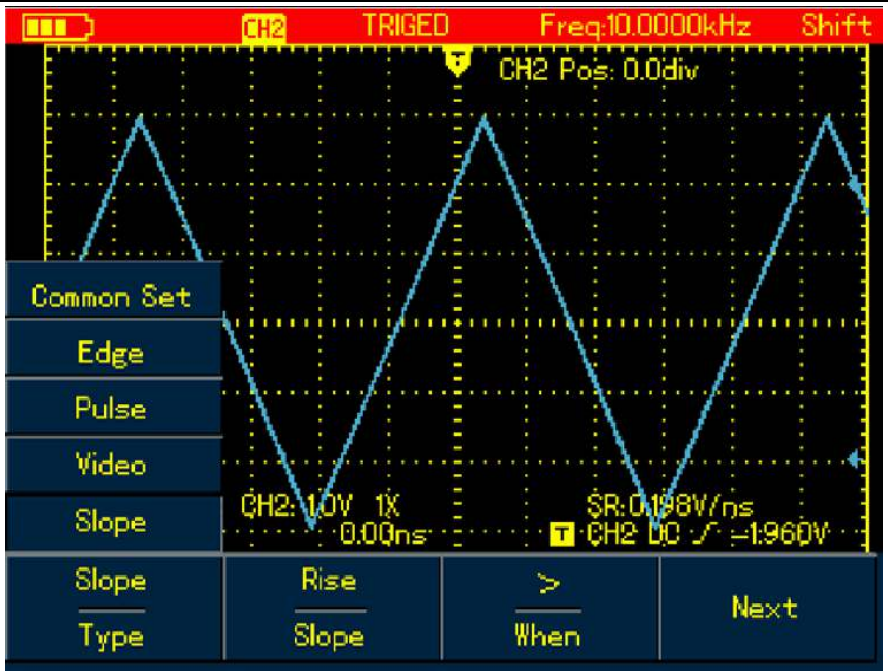 CH2 TRIGED Freq:10.0000kHz Shift
T
CH2 Pos: 0.0div
Common Set
Edge
Pulse
Video
Slope
CH2: 1.0V 1X SR:0.198V/ns
0.00ns T CH2 DC -1.960V
Slope Rise > Next
Type Slope When